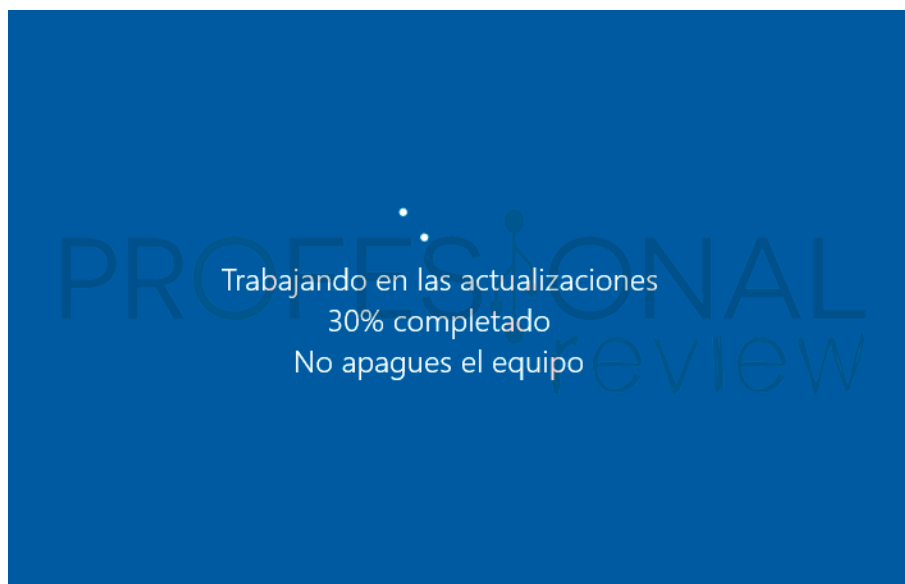 Trabajando en las actualizaciones
30% completado
No apagues el equipo
PROFESIONAL
review